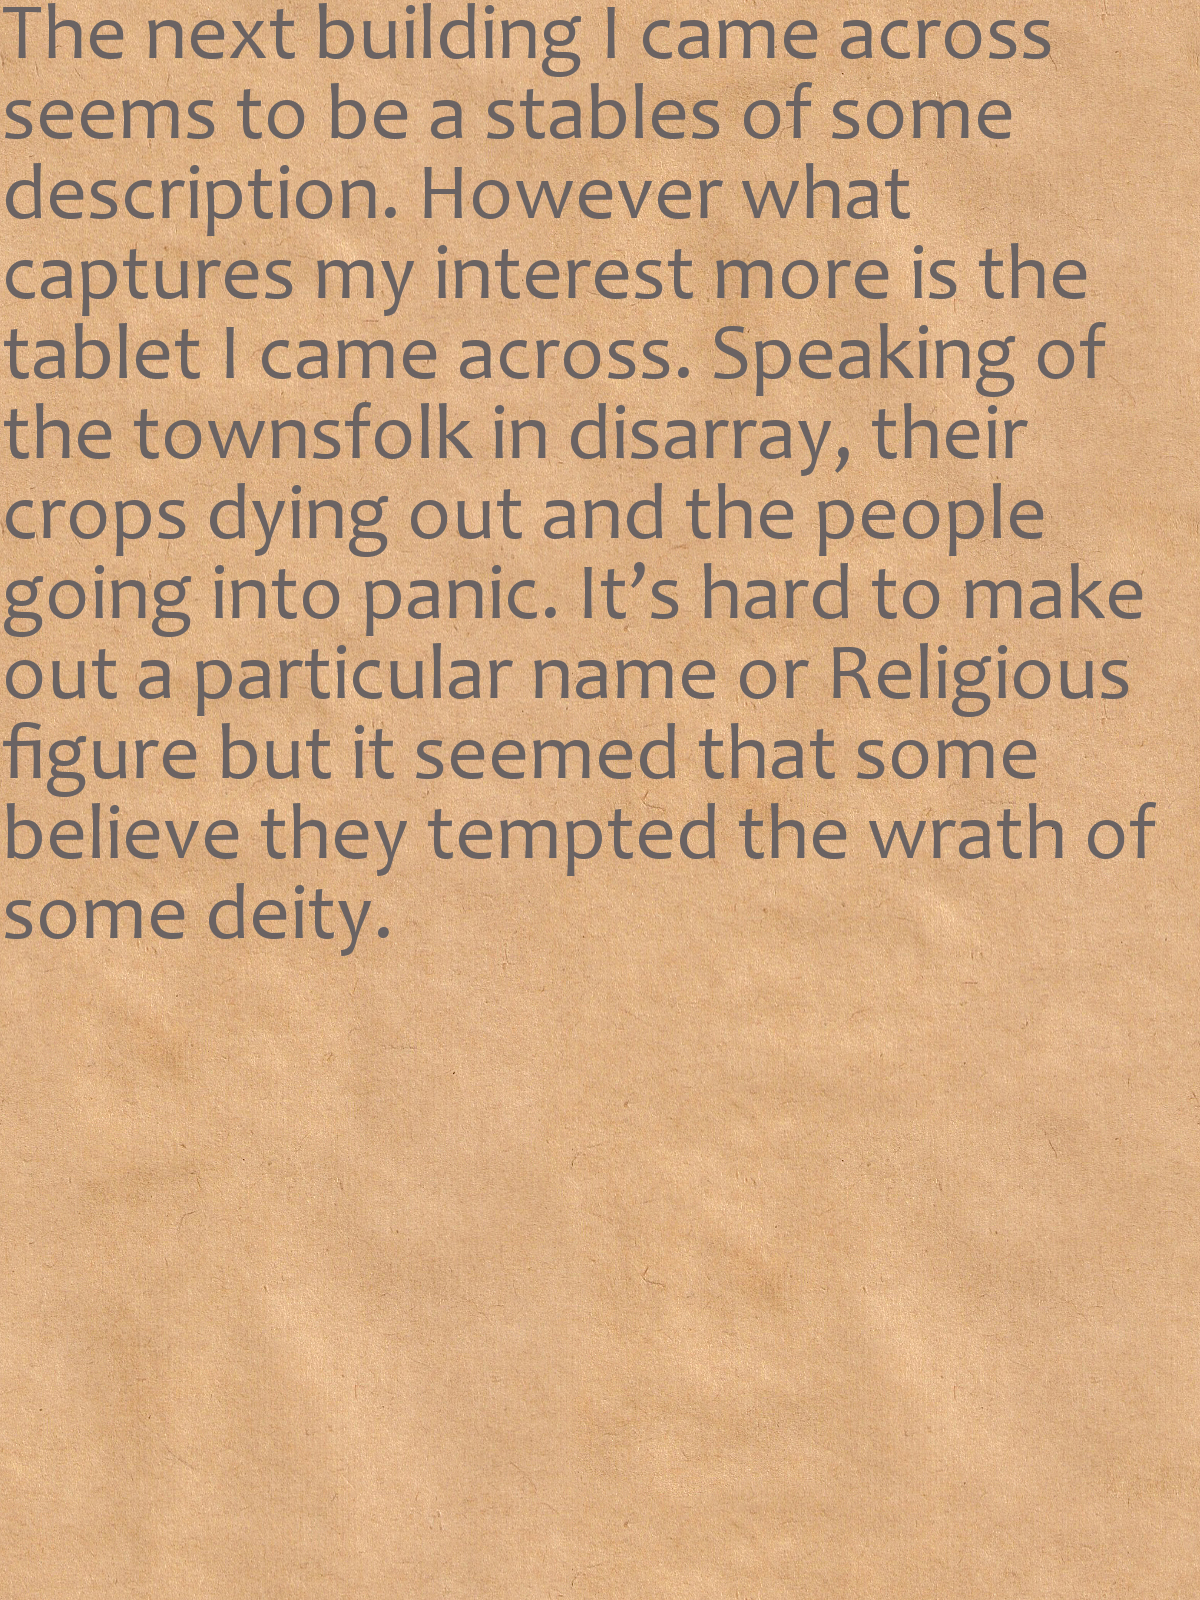 The next building I came across
seems to be a stables of some
description. However what
captures my interest more is the
tablet I came across. Speaking of
the townsfolk in disarray, their
crops dying out and the people
going into panic. It’s hard to make
out a particular name or Religious
figure but it seemed that some
believe they tempted the wrath of
some deity.